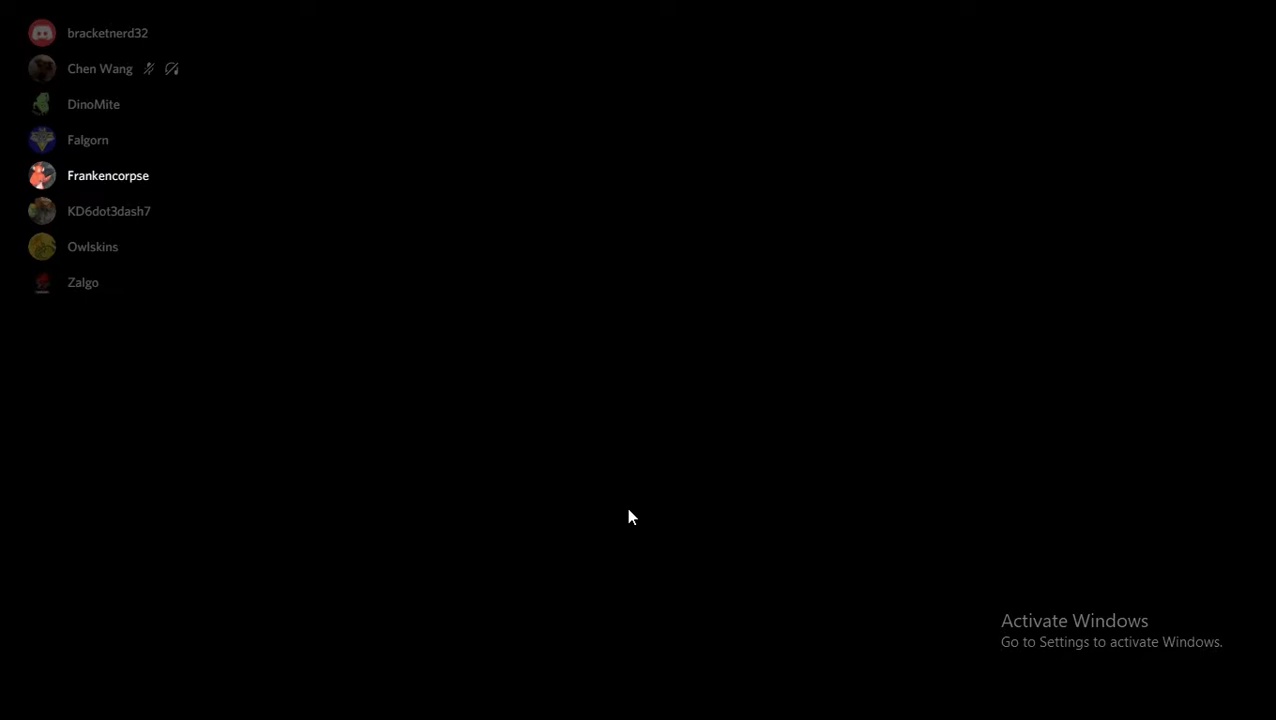 bracketnerd32
Chen Wang
DinoMite
Falgorn
Frankencorpse
KD6dot3dash7
Owlskins
Zalgo
Activate Windows
Go to Settings to activate Windows.